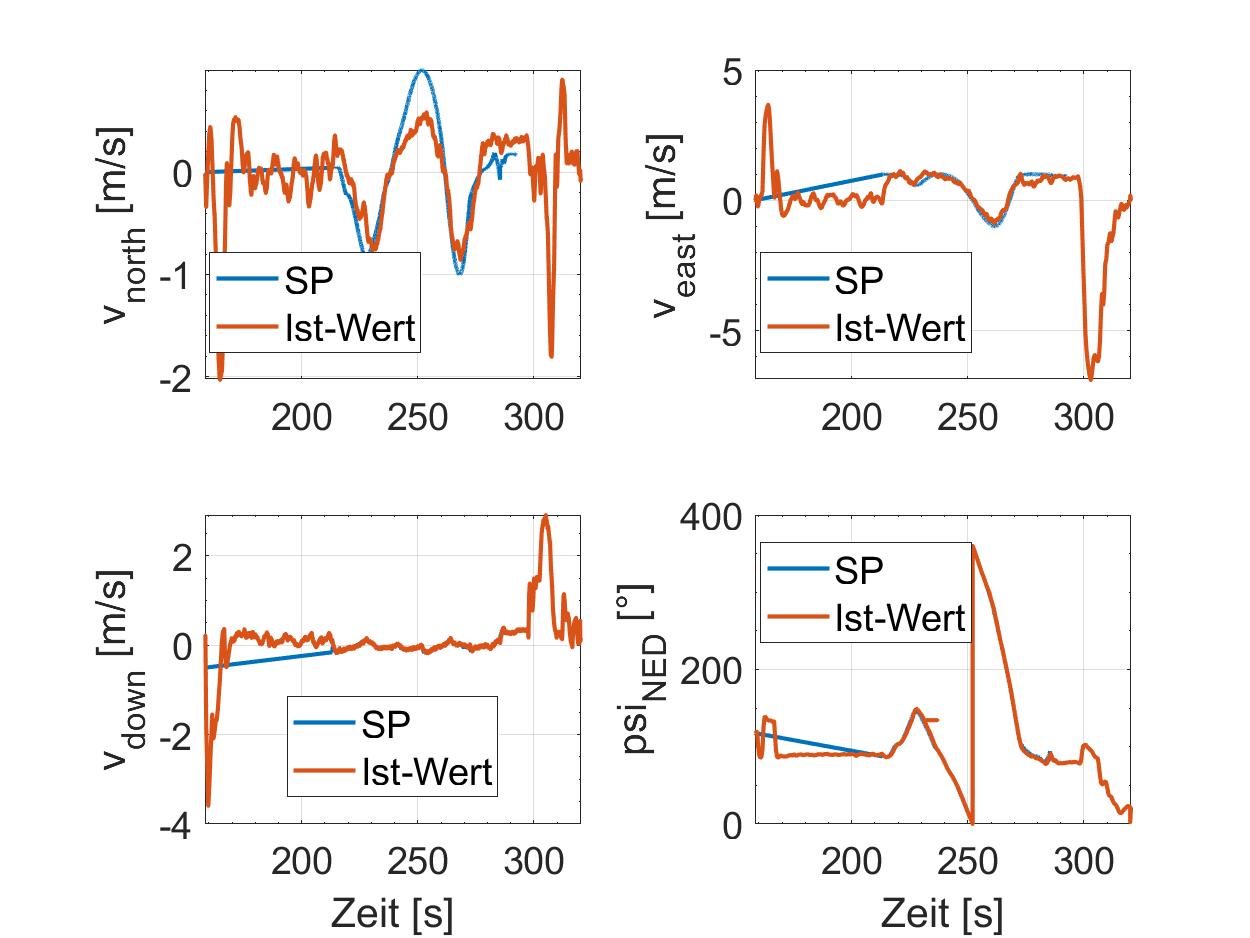 0
-1
-2
v_north [m/s]
200 250 300
SP
Ist-Wert
5
0
-5
v_east [m/s]
200 250 300
SP
Ist-Wert
2
0
-2
-4
v_down [m/s]
200 250 300
Zeit [s]
SP
Ist-Wert
400
200
0
psi_NED [°]
200 250 300
Zeit [s]
SP
Ist-Wert